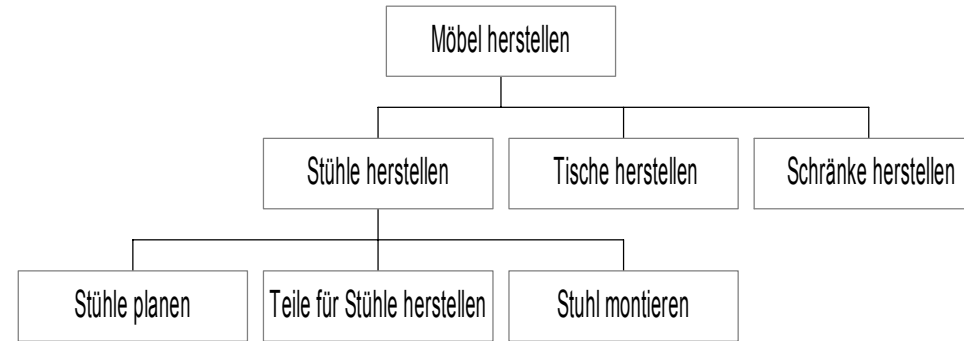 Möbel herstellen
Stühle herstellen
Tische herstellen
Schränke herstellen
Stühle planen
Teile für Stühle herstellen
Stuhl montieren